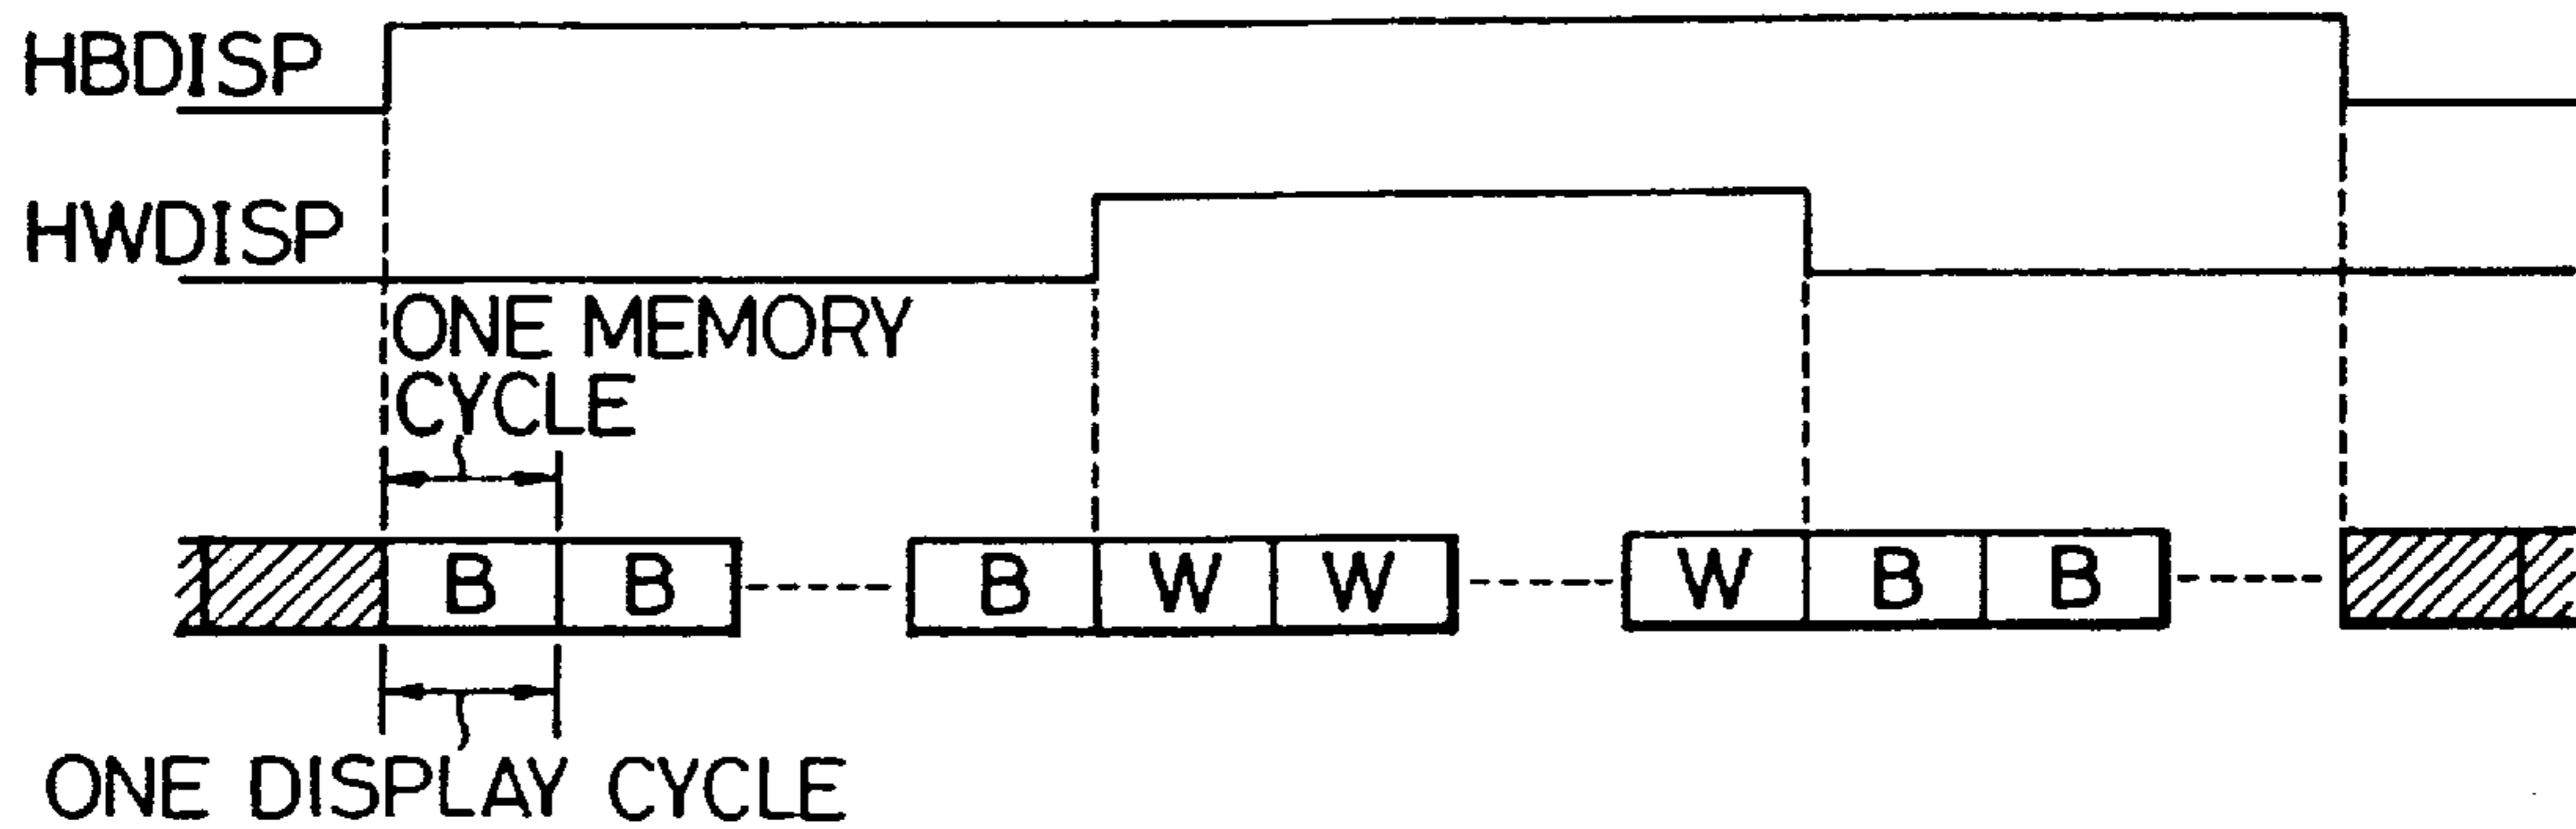 HBDISP
HWDISP
ONE MEMORY
CYCLE
B B B W W W B B
ONE DISPLAY CYCLE